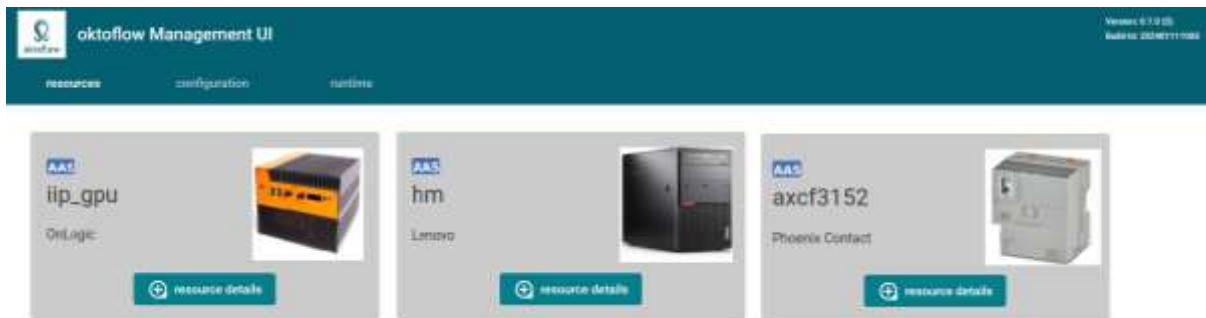 oktoflow
oktoflow Management UI
resources
configuration
runtime
AAS
iip_gpu
OnLogic
resource details
AAS
hm
Lenovo
resource details
AAS
axcf3152
Phoenix Contact
resource details